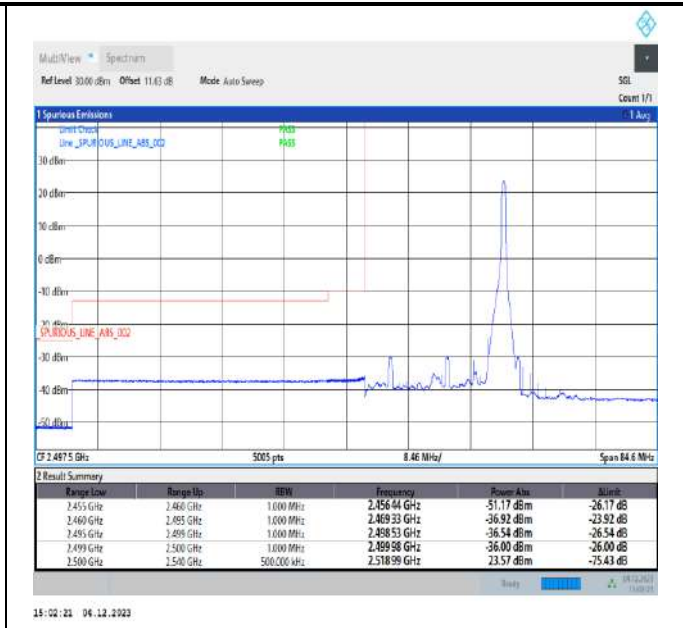 MultiView Spectrum
Ref Level 30.00 dBm Offset 11.63 dB Mode Auto Sweep SGL
Count 1/1
1 Spurious Emissions 1 Avg
Limit Check PASS
Line _SPURIOUS_LINE_ABS_002 PASS
30 dBm
20 dBm
10 dBm
0 dBm
-10 dBm
-20 dBm
_SPURIOUS_LINE_ABS_002
-30 dBm
-40 dBm
-50 dBm
CF 2.4975 GHz 5005 pts 8.46 MHz/ Span 84.6 MHz
2 Result Summary
Range Low Range Up RBW Frequency Power Abs ΔLimit
2.455 GHz 2.460 GHz 1.000 MHz 2.45644 GHz -51.17 dBm -26.17 dB
2.460 GHz 2.495 GHz 1.000 MHz 2.46933 GHz -36.92 dBm -23.92 dB
2.495 GHz 2.499 GHz 1.000 MHz 2.49853 GHz -36.54 dBm -26.54 dB
2.499 GHz 2.500 GHz 1.000 MHz 2.49998 GHz -36.00 dBm -26.00 dB
2.500 GHz 2.540 GHz 500.000 kHz 2.51899 GHz 23.57 dBm -75.43 dB
Ready 04.12.2023
15:02:21 04.12.2023